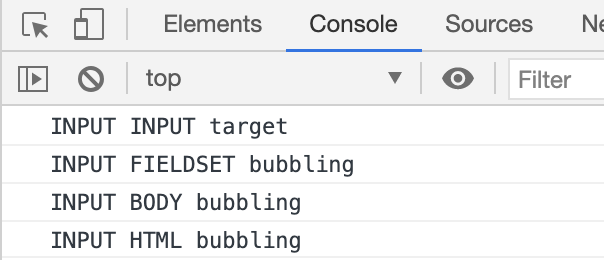 Elements Console Sources Ne
top Filter
INPUT INPUT target
INPUT FIELDSET bubbling
INPUT BODY bubbling
INPUT HTML bubbling